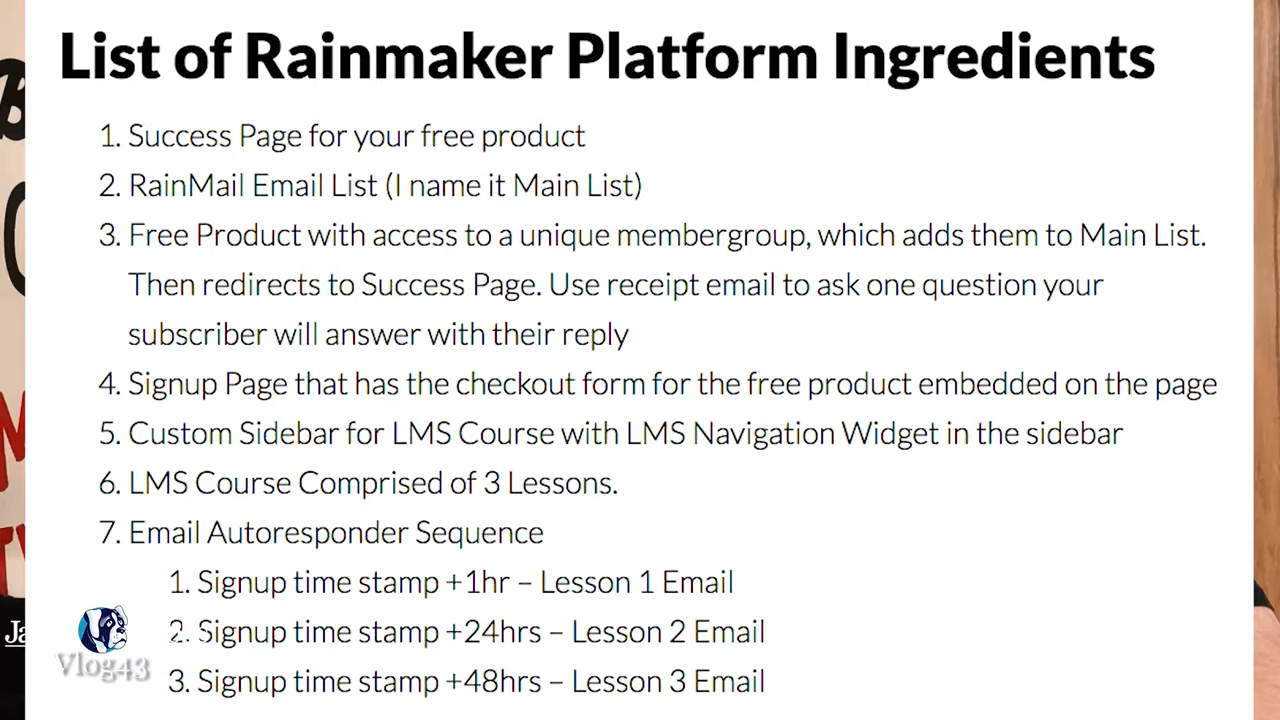 List of Rainmaker Platform Ingredients
1. Success Page for your free product
2. RainMail Email List (I name it Main List)
3. Free Product with access to a unique membergroup, which adds them to Main List.
Then redirects to Success Page. Use receipt email to ask one question your
subscriber will answer with their reply
4. Signup Page that has the checkout form for the free product embedded on the page
5. Custom Sidebar for LMS Course with LMS Navigation Widget in the sidebar
6. LMS Course Comprised of 3 Lessons.
7. Email Autoresponder Sequence
1. Signup time stamp +1hr – Lesson 1 Email
2. Signup time stamp +24hrs – Lesson 2 Email
3. Signup time stamp +48hrs – Lesson 3 Email
Vlog43